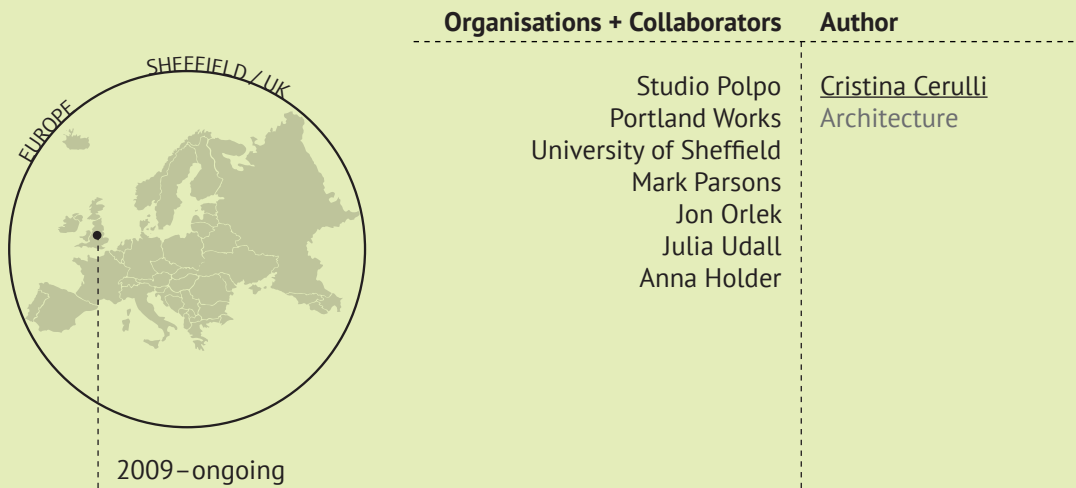 Organisations + Collaborators
Author
SHEFFIELD / UK
EUROPE
Studio Polpo
Portland Works
University of Sheffield
Mark Parsons
Jon Orlek
Julia Udall
Anna Holder
Cristina Cerulli
Architecture
2009–ongoing